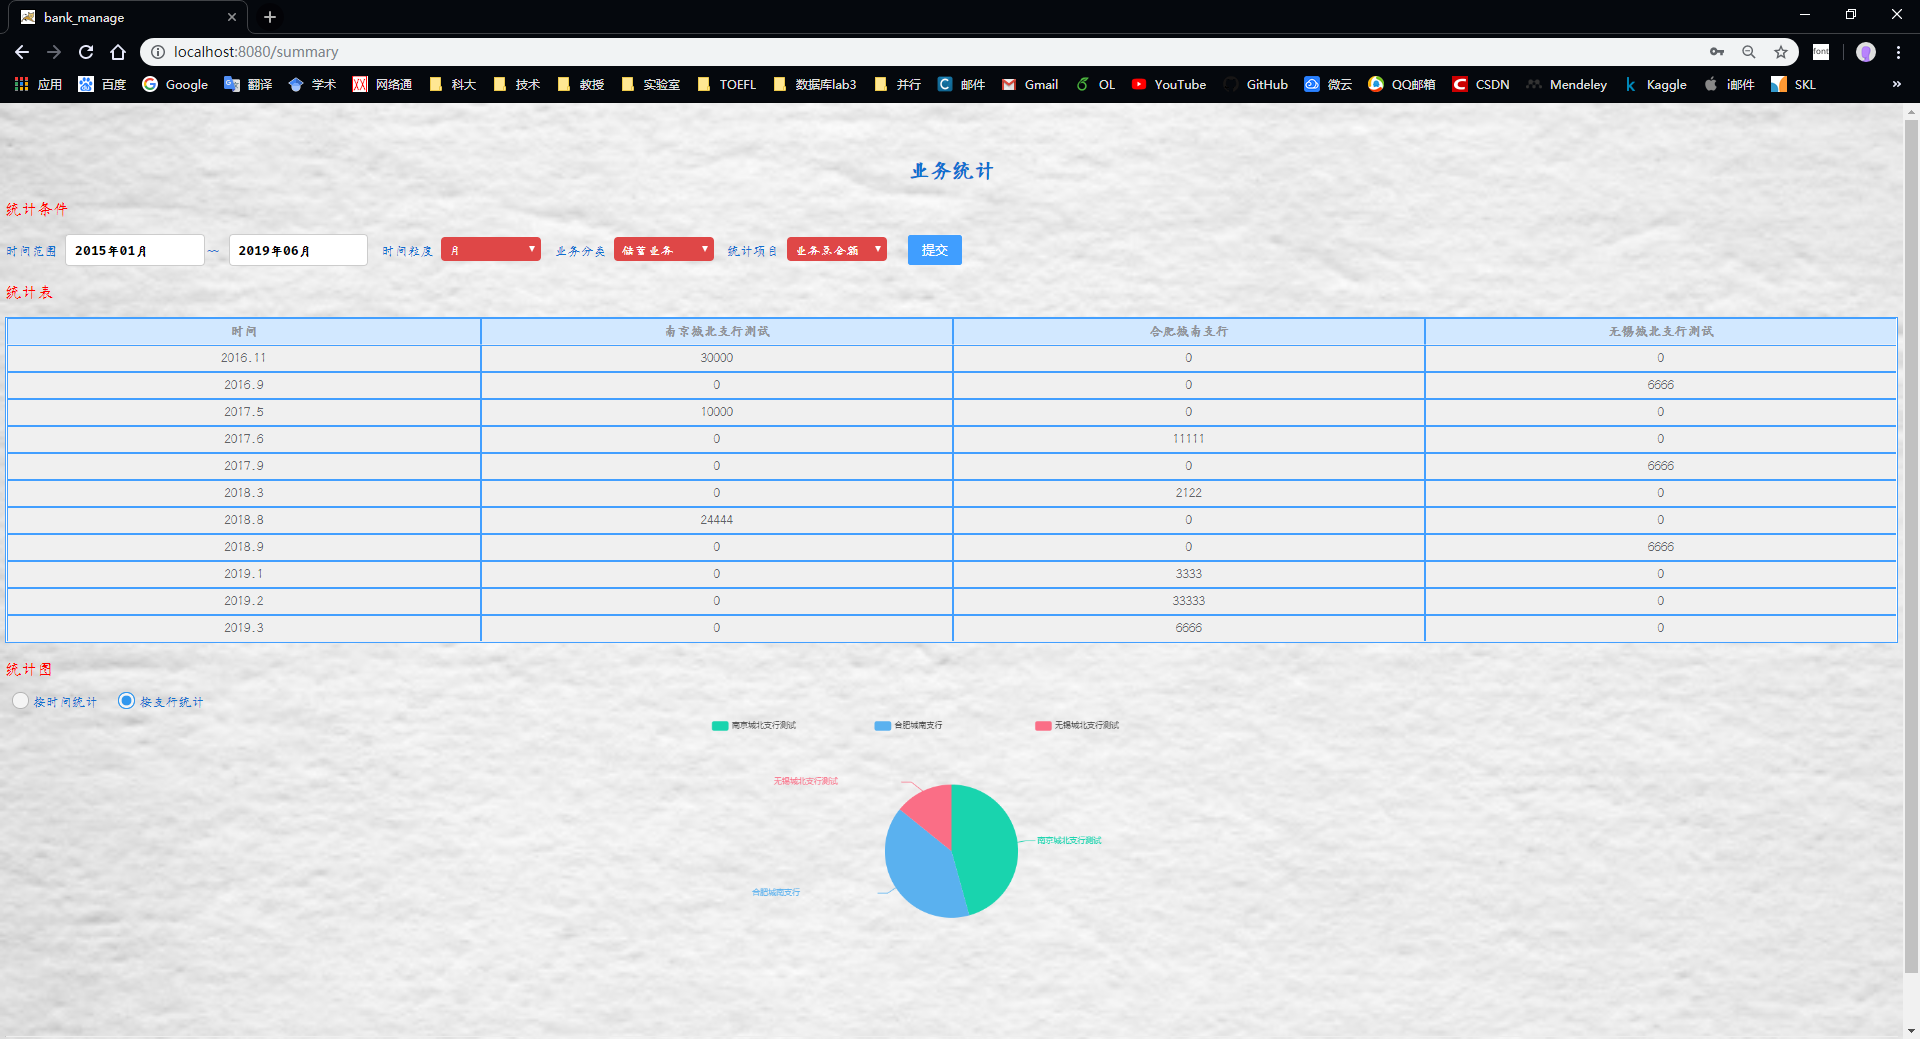 bank_manage
localhost:8080/summary
font
应用 百度 Google 翻译 学术 网络通 科大 技术 教授 实验室 TOEFL 数据库lab3 并行 邮件 Gmail OL YouTube GitHub 微云 QQ邮箱 CSDN Mendeley Kaggle i邮件 SKL »
业务统计
统计条件
时间范围 2015年01月 ~~ 2019年06月 时间粒度 月 业务分类 储蓄业务 统计项目 业务总金额 提交
统计表
时间 南京城北支行测试 合肥城南支行 无锡城北支行测试
2016.11 30000 0 0
2016.9 0 0 6666
2017.5 10000 0 0
2017.6 0 11111 0
2017.9 0 0 6666
2018.3 0 2122 0
2018.8 24444 0 0
2018.9 0 0 6666
2019.1 0 3333 0
2019.2 0 33333 0
2019.3 0 6666 0
统计图
按时间统计 按支行统计
南京城北支行测试 合肥城南支行 无锡城北支行测试
无锡城北支行测试
南京城北支行测试
合肥城南支行